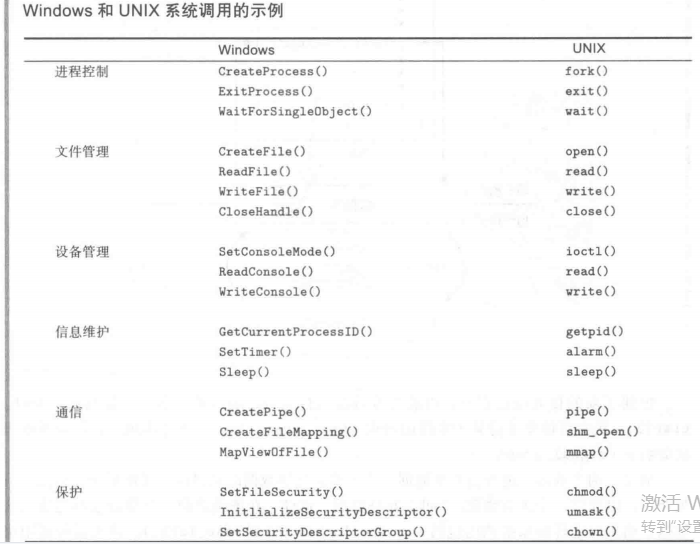 Windows 和 UNIX 系统调用的示例
Windows UNIX
进程控制 CreateProcess() fork()
ExitProcess() exit()
WaitForSingleObject() wait()
文件管理 CreateFile() open()
ReadFile() read()
WriteFile() write()
CloseHandle() close()
设备管理 SetConsoleMode() ioctl()
ReadConsole() read()
WriteConsole() write()
信息维护 GetCurrentProcessID() getpid()
SetTimer() alarm()
Sleep() sleep()
通信 CreatePipe() pipe()
CreateFileMapping() shm_open()
MapViewOfFile() mmap()
保护 SetFileSecurity() chmod()
InitlializeSecurityDescriptor() umask()
SetSecurityDescriptorGroup() chown()
激活 W
转到"设置